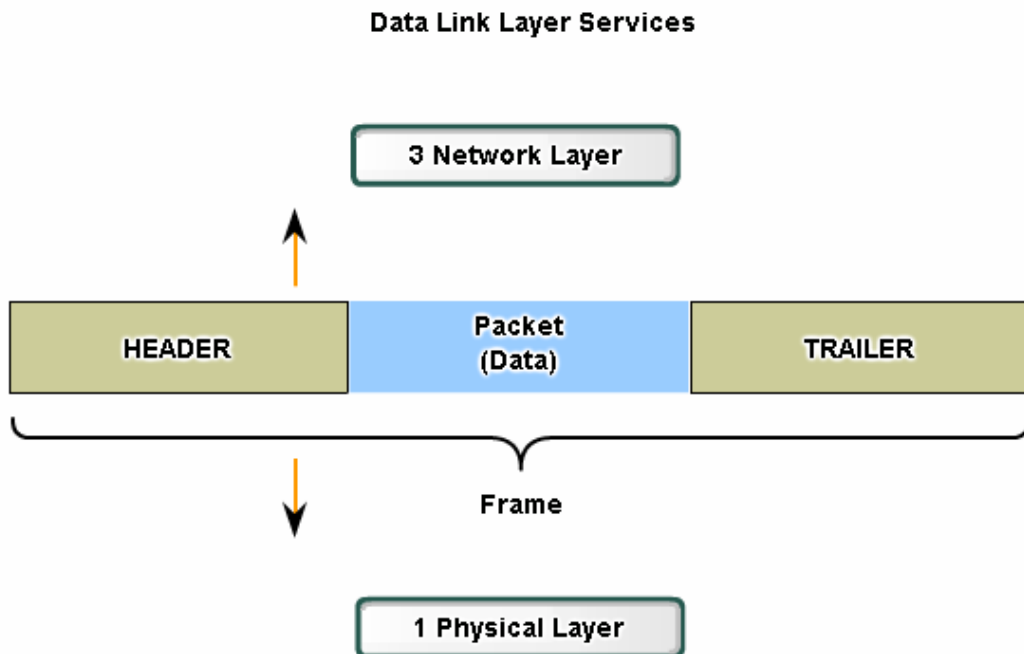 Data Link Layer Services
3 Network Layer
HEADER
Packet
(Data)
TRAILER
Frame
1 Physical Layer